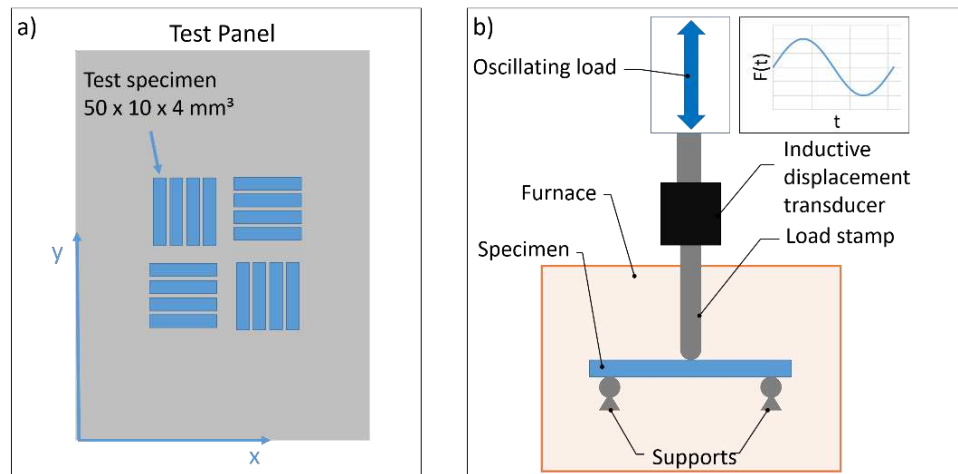 a)
Test Panel
Test specimen
50 x 10 x 4 mm³
y
x
b)
Oscillating load
F(t)
t
Inductive
displacement
transducer
Furnace
Load stamp
Specimen
Supports